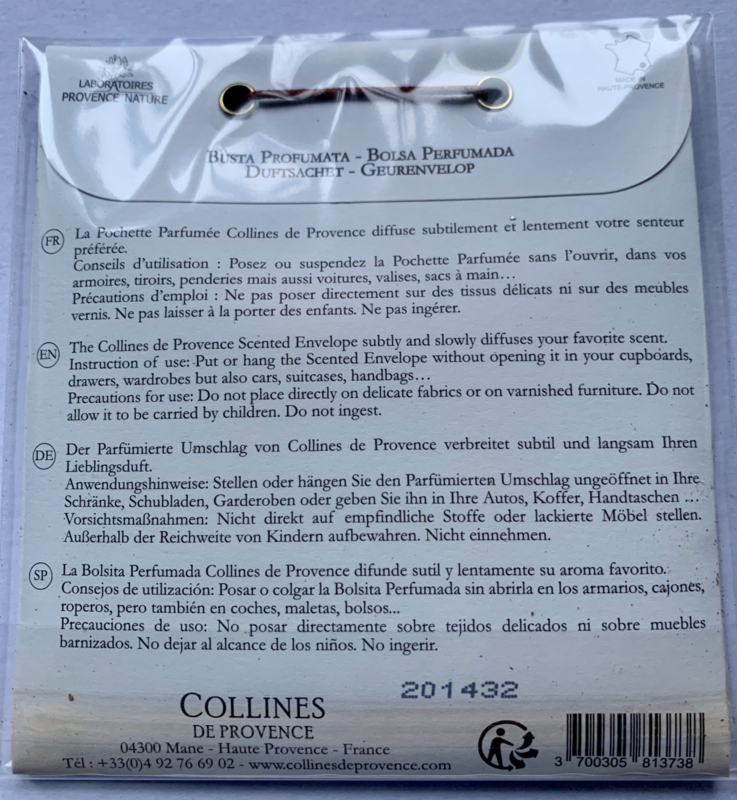 LABORATOIRES
PROVENCE NATURE
MADE IN
HAUTE-PROVENCE
BUSTA PROFUMATA - BOLSA PERFUMADA
DUFTSACHET - GEURENVELOP
FR
La Pochette Parfumée Collines de Provence diffuse subtilement et lentement votre senteur
préférée.
Conseils d'utilisation : Posez ou suspendez la Pochette Parfumée sans l'ouvrir, dans vos
armoires, tiroirs, penderies mais aussi voitures, valises, sacs à main…
Précautions d'emploi : Ne pas poser directement sur des tissus délicats ni sur des meubles
vernis. Ne pas laisser à la porter des enfants. Ne pas ingérer.
EN
The Collines de Provence Scented Envelope subtly and slowly diffuses your favorite scent.
Instruction of use: Put or hang the Scented Envelope without opening it in your cupboards,
drawers, wardrobes but also cars, suitcases, handbags…
Precautions for use: Do not place directly on delicate fabrics or on varnished furniture. Do not
allow it to be carried by children. Do not ingest.
DE
Der Parfümierte Umschlag von Collines de Provence verbreitet subtil und langsam Ihren
Lieblingsduft.
Anwendungshinweise: Stellen oder hängen Sie den Parfümierten Umschlag ungeöffnet in Ihre
Schränke, Schubladen, Garderoben oder geben Sie ihn in Ihre Autos, Koffer, Handtaschen ...
Vorsichtsmaßnahmen: Nicht direkt auf empfindliche Stoffe oder lackierte Möbel stellen.
Außerhalb der Reichweite von Kindern aufbewahren. Nicht einnehmen.
SP
La Bolsita Perfumada Collines de Provence difunde sutil y lentamente su aroma favorito.
Consejos de utilización: Posar o colgar la Bolsita Perfumada sin abrirla en los armarios, cajones,
roperos, pero también en coches, maletas, bolsos...
Precauciones de uso: No posar directamente sobre tejidos delicados ni sobre muebles
barnizados. No dejar al alcance de los niños. No ingerir.
201432
COLLINES
DE PROVENCE
04300 Mane - Haute Provence - France
Tél : +33(0)4 92 76 69 02 - www.collinesdeprovence.com
3 700305 813738